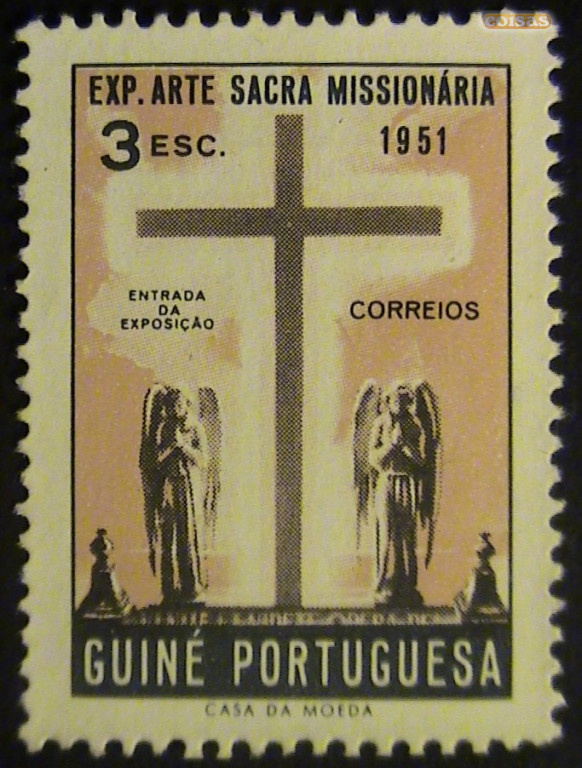 coisas
EXP. ARTE SACRA MISSIONÁRIA
3 ESC. 1951
ENTRADA
DA
EXPOSIÇÃO
CORREIOS
GUINÉ PORTUGUESA
CASA DA MOEDA